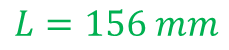 L = 156 mm